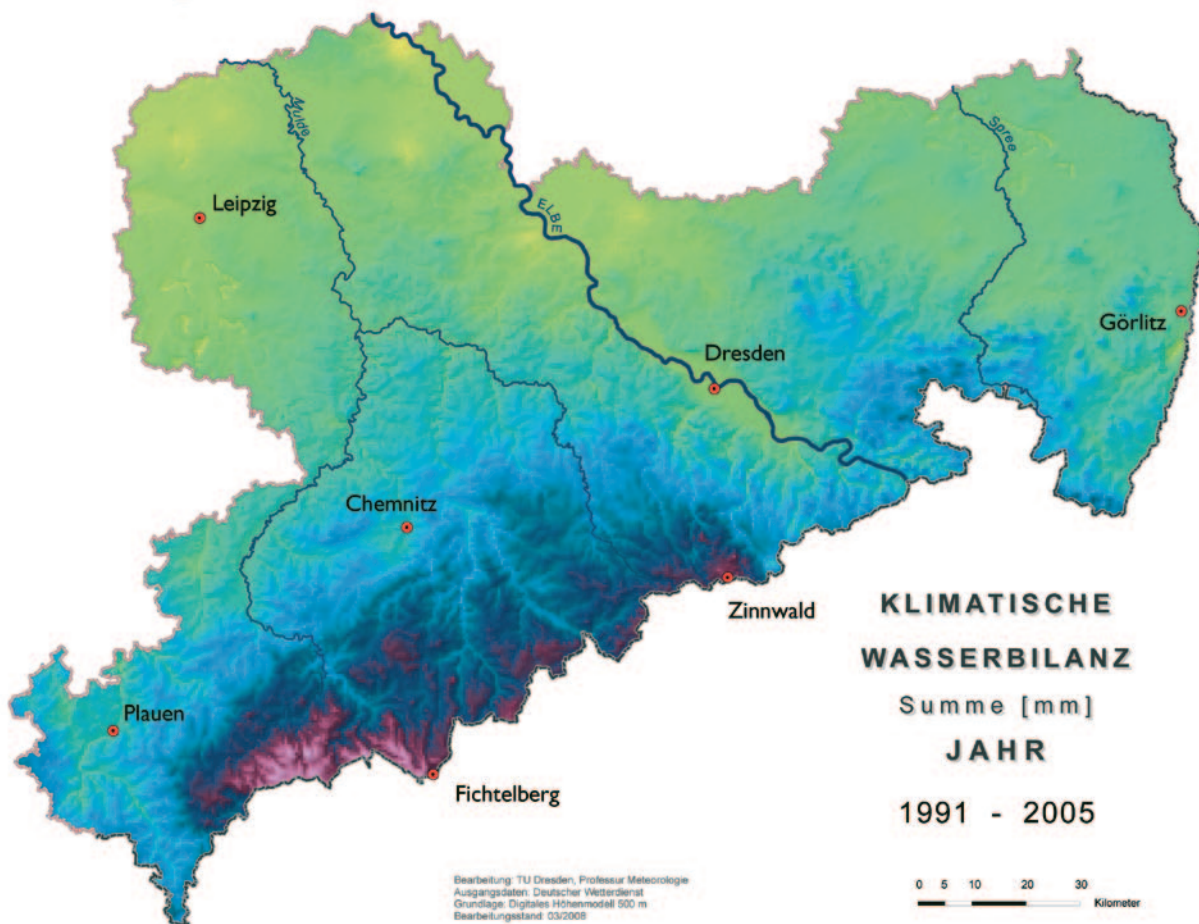 Mulde
Spree
Leipzig
ELBE
Görlitz
Dresden
Chemnitz
Zinnwald
Plauen
Fichtelberg
KLIMATISCHE
WASSERBILANZ
Summe [mm]
JAHR
1991 - 2005
Bearbeitung: TU Dresden, Professur Meteorologie
Ausgangsdaten: Deutscher Wetterdienst
Grundlage: Digitales Höhenmodell 500 m
Bearbeitungsstand: 03/2008
0 5 10 20 30 Kilometer